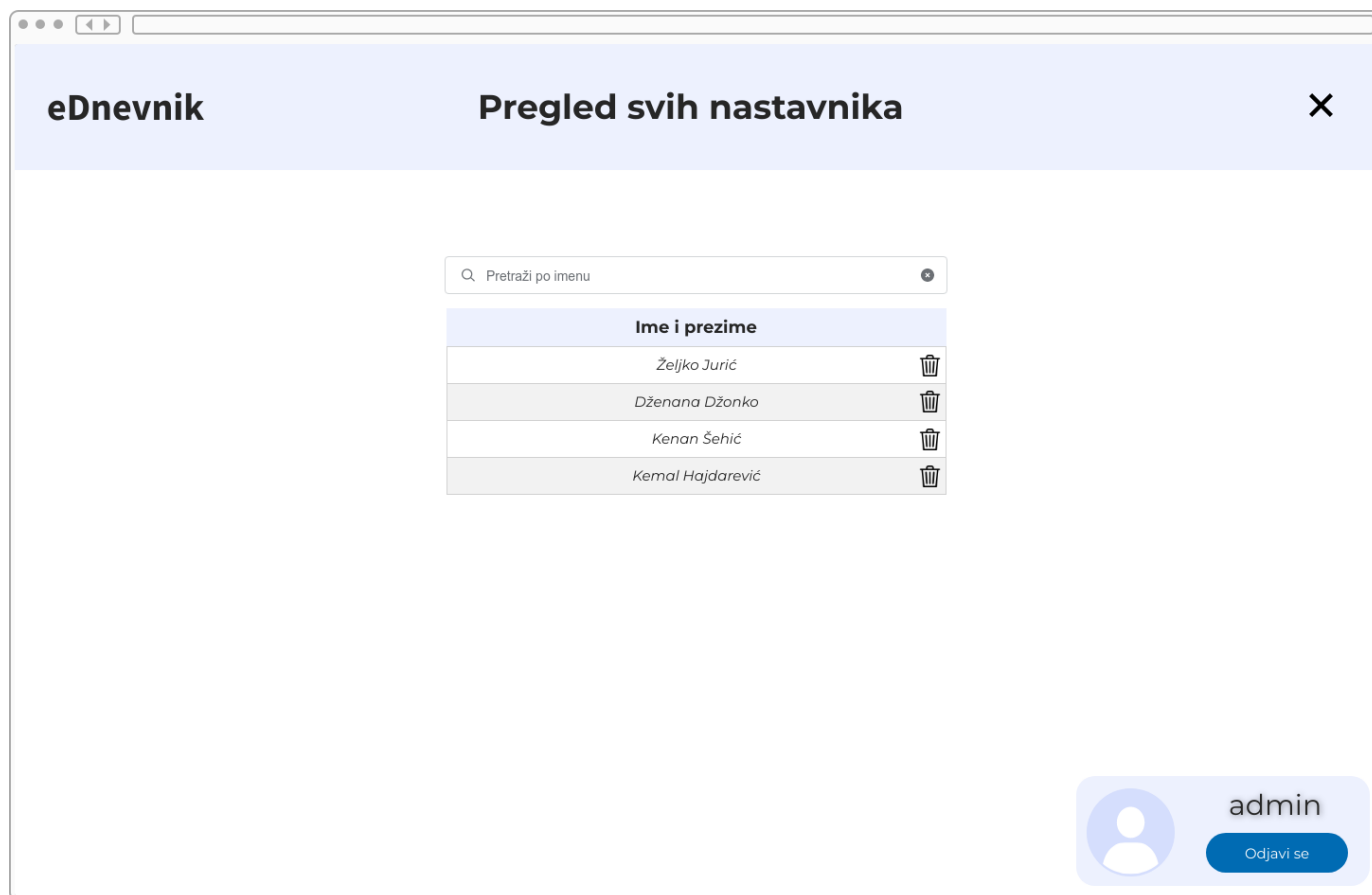 eDnevnik
Pregled svih nastavnika
Pretraži po imenu
Ime i prezime
Željko Jurić
Dženana Džonko
Kenan Šehić
Kemal Hajdarević
admin
Odjavi se